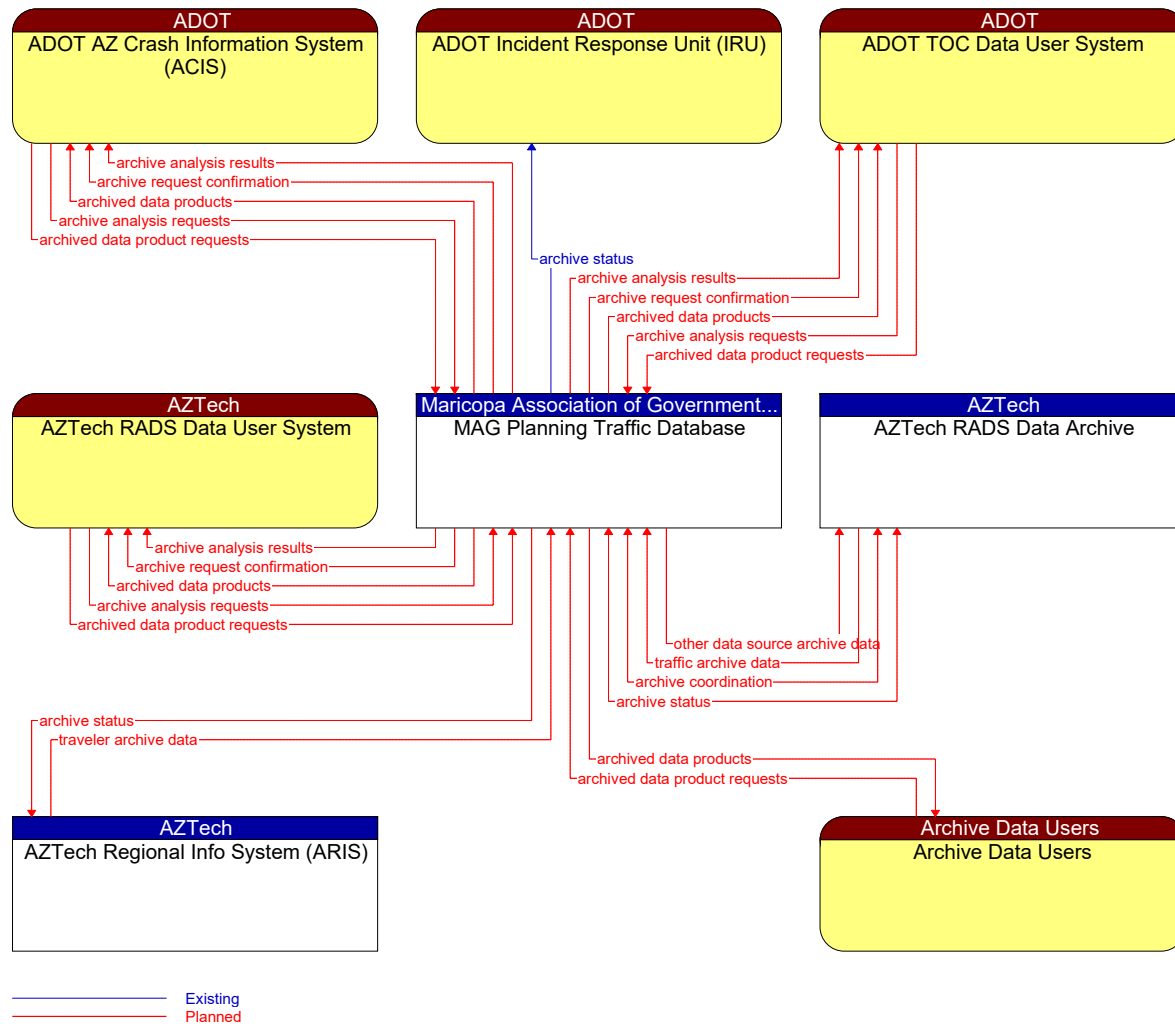 ADOT
ADOT AZ Crash Information System
(ACIS)
ADOT
ADOT Incident Response Unit (IRU)
ADOT
ADOT TOC Data User System
archive analysis results
archive request confirmation
archived data products
archive analysis requests
archived data product requests
archive status
archive analysis results
archive request confirmation
archived data products
archive analysis requests
archived data product requests
AZTech
AZTech RADS Data User System
Maricopa Association of Government...
MAG Planning Traffic Database
AZTech
AZTech RADS Data Archive
archive analysis results
archive request confirmation
archived data products
archive analysis requests
archived data product requests
other data source archive data
traffic archive data
archive coordination
archive status
archive status
traveler archive data
archived data products
archived data product requests
AZTech
AZTech Regional Info System (ARIS)
Archive Data Users
Archive Data Users
Existing
Planned